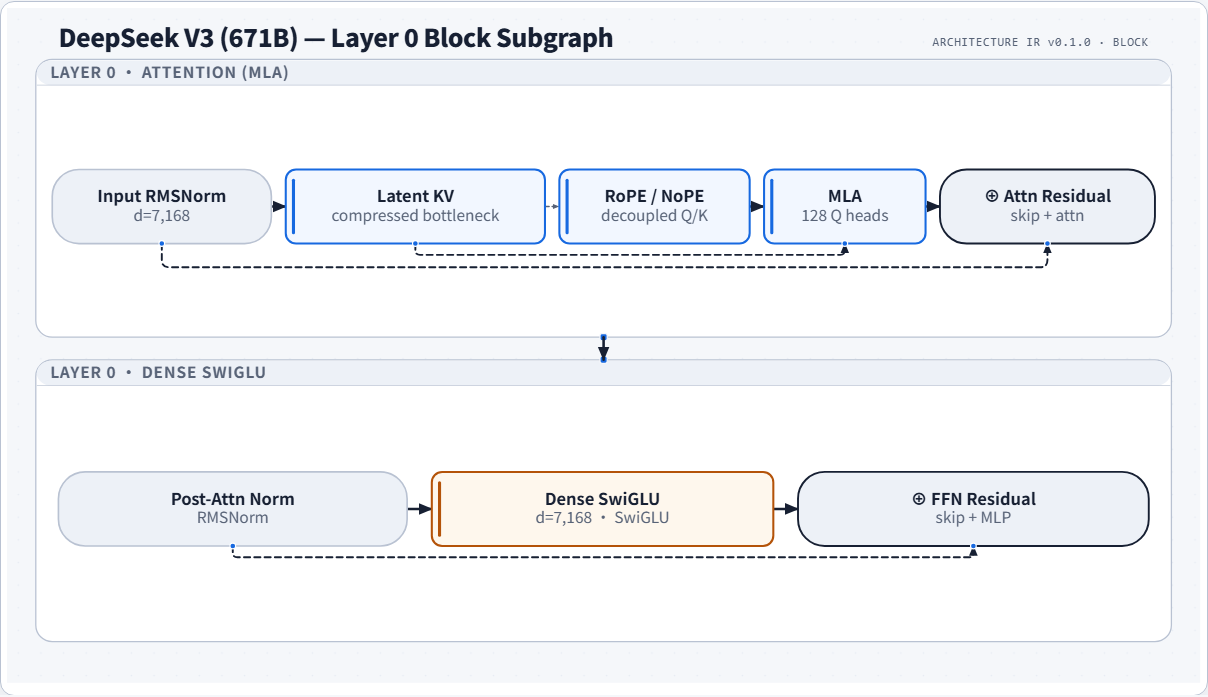 DeepSeek V3 (671B) — Layer 0 Block Subgraph
ARCHITECTURE IR v0.1.0 · BLOCK
LAYER 0 • ATTENTION (MLA)
Input RMSNorm
d=7,168
Latent KV
compressed bottleneck
RoPE / NoPE
decoupled Q/K
MLA
128 Q heads
⊕ Attn Residual
skip + attn
LAYER 0 • DENSE SWIGLU
Post-Attn Norm
RMSNorm
Dense SwiGLU
d=7,168 • SwiGLU
⊕ FFN Residual
skip + MLP